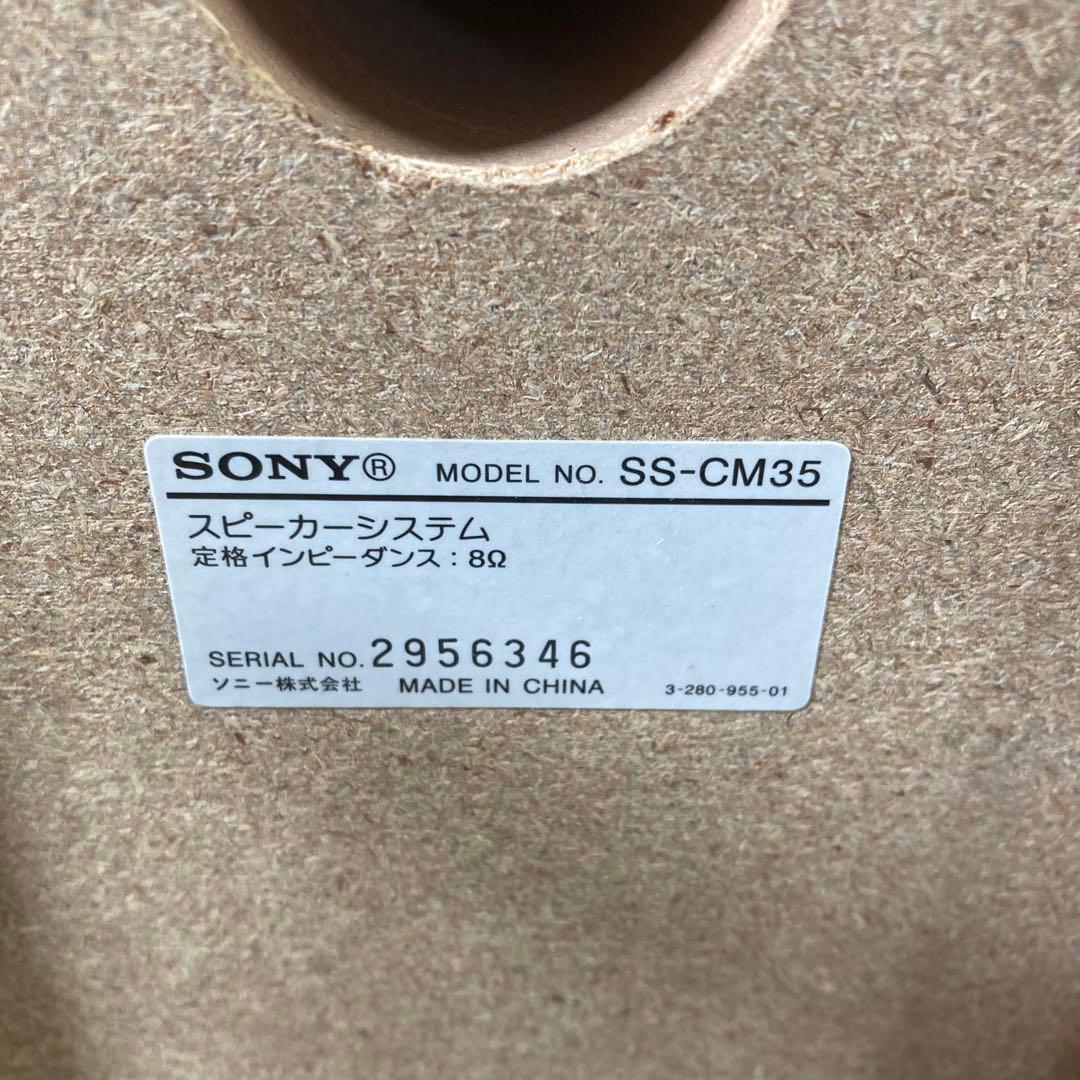 SONY® MODEL NO. SS-CM35
スピーカーシステム
定格インピーダンス：8Ω
SERIAL NO. 2956346
ソニー株式会社 MADE IN CHINA 3-280-955-01